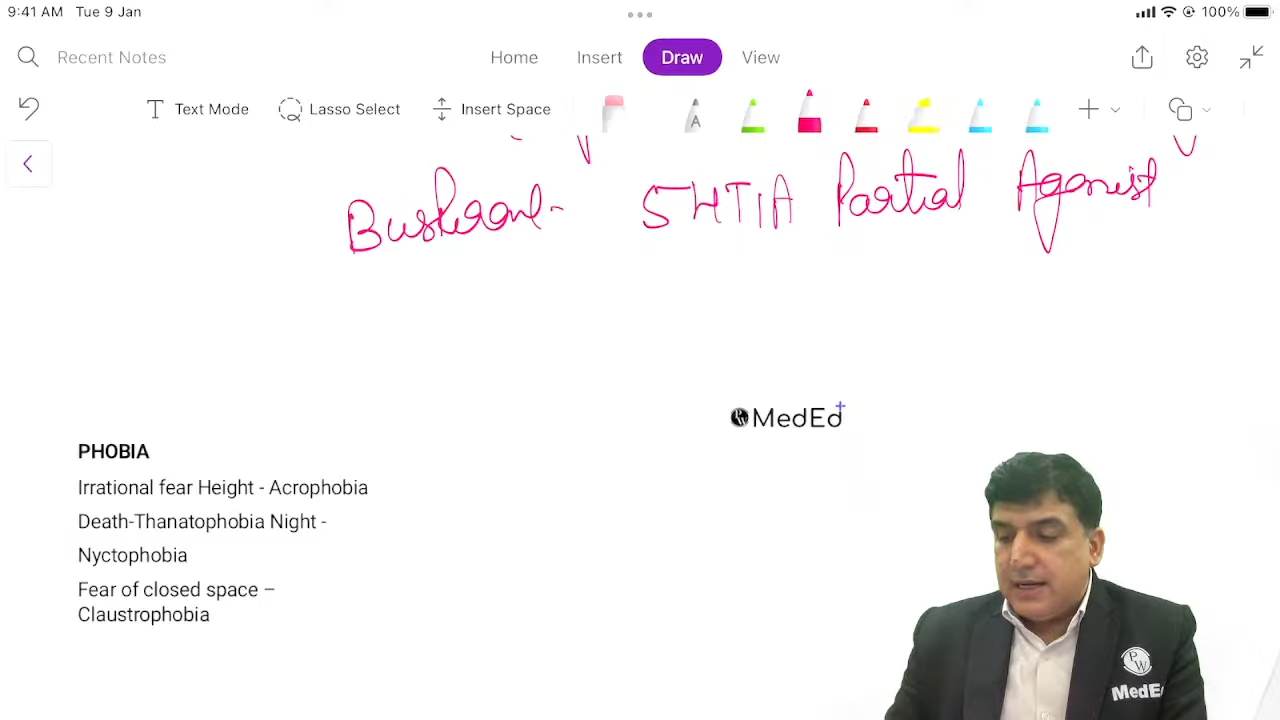 9:41 AM Tue 9 Jan 100%
Recent Notes Home Insert Draw View
Text Mode Lasso Select Insert Space
A
5HT1A Partial Agonist
PW MedEd
PHOBIA
Irrational fear Height - Acrophobia
Death-Thanatophobia Night -
Nyctophobia
Fear of closed space –
Claustrophobia
PW
MedEd